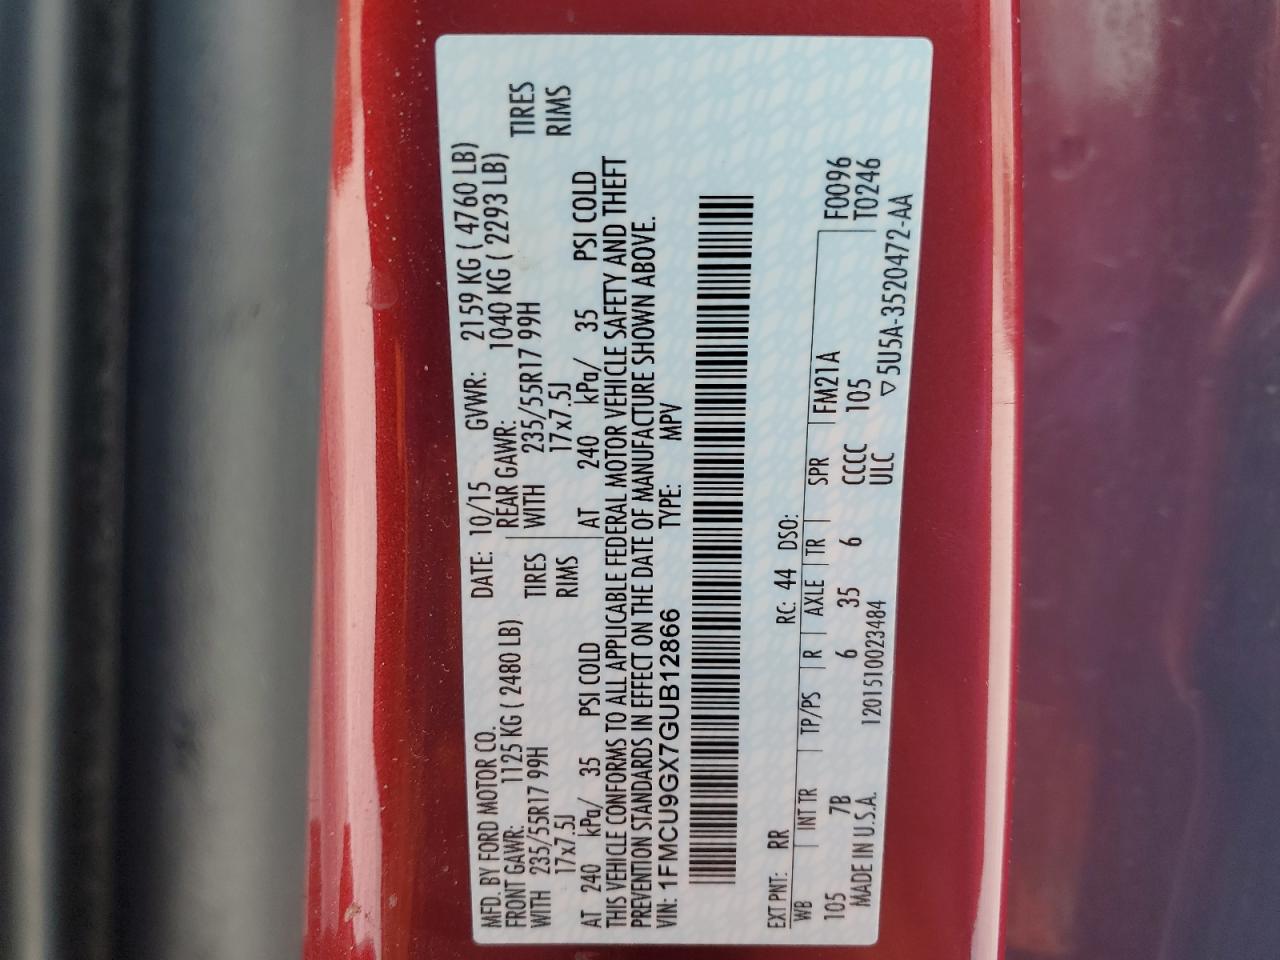 MFD. BY FORD MOTOR CO.
DATE: 10/15 GVWR: 2159 KG ( 4760 LB)
FRONT GAWR: 1125 KG ( 2480 LB)
REAR GAWR: 1040 KG ( 2293 LB)
WITH 235/55R17 99H TIRES
WITH 235/55R17 99H TIRES
17x7.5J RIMS
17x7.5J RIMS
AT 240 kPa/ 35 PSI COLD
AT 240 kPa/ 35 PSI COLD
THIS VEHICLE CONFORMS TO ALL APPLICABLE FEDERAL MOTOR VEHICLE SAFETY AND THEFT
PREVENTION STANDARDS IN EFFECT ON THE DATE OF MANUFACTURE SHOWN ABOVE.
VIN: 1FMCU9GX7GUB12866 TYPE: MPV
EXT PNT: RR RC: 44 DSO:
WB INT TR TP/PS R AXLE TR SPR FM21A F0096
105 7B 6 35 6 CCCC 105 T0246
MADE IN U.S.A. 120151002348​4 ULC ▽5U5A-3520472-AA